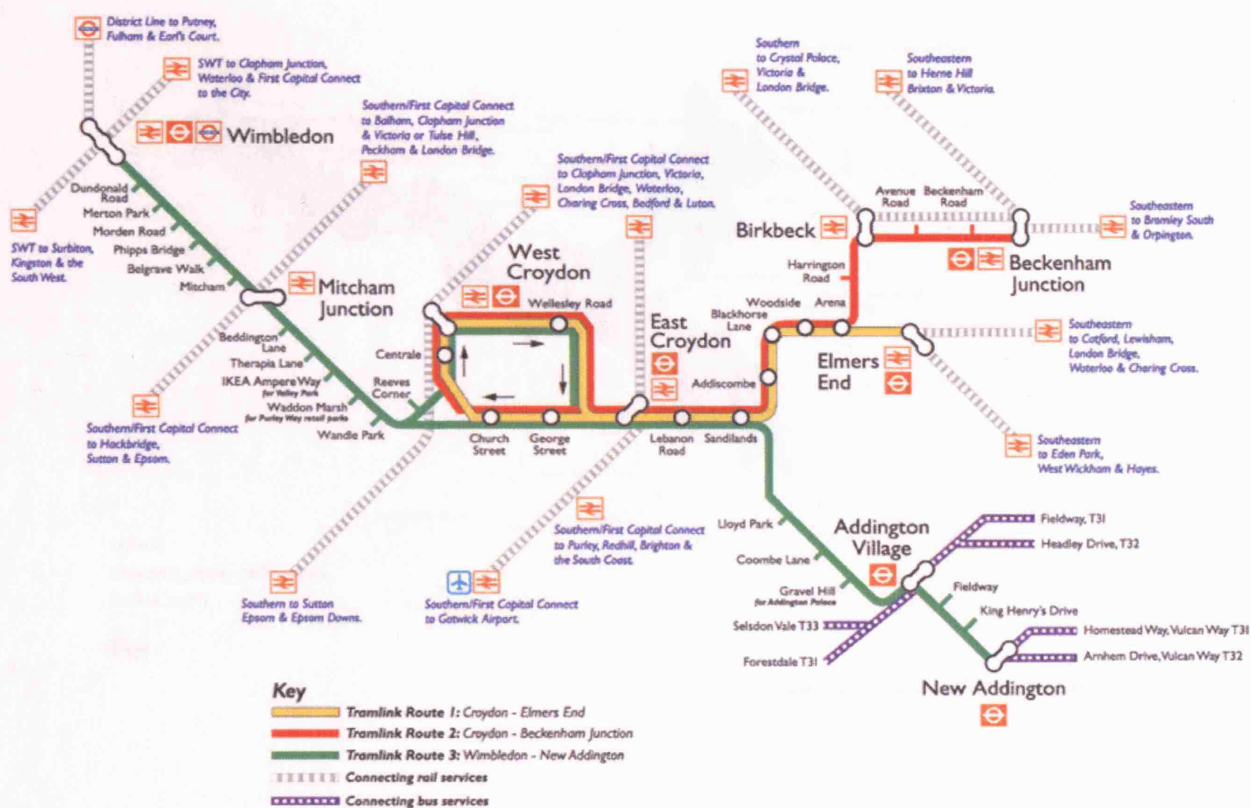 District Line to Putney,
Fulham & Earl's Court.
SWT to Clapham Junction,
Waterloo & First Capital Connect
to the City.
Southern/First Capital Connect
to Balham, Clapham Junction
& Victoria or Tulse Hill,
Peckham & London Bridge.
Southern/First Capital Connect
to Clapham Junction, Victoria,
London Bridge, Waterloo,
Charing Cross, Bedford & Luton.
Southern
to Crystal Palace,
Victoria &
London Bridge.
Southeastern
to Herne Hill
Brixton & Victoria.
Wimbledon
Dundonald
Road
Merton Park
Morden Road
Phipps Bridge
Belgrave Walk
Mitcham
SWT to Surbiton,
Kingston & the
South West.
Mitcham
Junction
Beddington
Lane
Therapia Lane
IKEA Ampere Way
for Valley Park
Waddon Marsh
for Purley Way retail parks
Wandle Park
Reeves
Corner
Centrale
West
Croydon
Wellesley Road
Church
Street
George
Street
East
Croydon
Lebanon
Road
Sandilands
Addiscombe
Blackhorse
Lane
Woodside
Arena
Harrington
Road
Birkbeck
Avenue
Road
Beckenham
Road
Beckenham
Junction
Southeastern
to Bromley South
& Orpington.
Elmers
End
Southeastern
to Catford, Lewisham,
London Bridge,
Waterloo & Charing Cross.
Southeastern
to Eden Park,
West Wickham & Hayes.
Southern/First Capital Connect
to Hackbridge,
Sutton & Epsom.
Southern to Sutton
Epsom & Epsom Downs.
Southern/First Capital Connect
to Gatwick Airport.
Southern/First Capital Connect
to Purley, Redhill, Brighton &
the South Coast.
Lloyd Park
Coombe Lane
Gravel Hill
for Addington Palace
Addington
Village
Fieldway, T31
Headley Drive, T32
Selsdon Vale T33
Forestdale T31
Fieldway
King Henry's Drive
Homestead Way, Vulcan Way T31
Arnhem Drive, Vulcan Way T32
New Addington
Key
Tramlink Route 1: Croydon - Elmers End
Tramlink Route 2: Croydon - Beckenham Junction
Tramlink Route 3: Wimbledon - New Addington
Connecting rail services
Connecting bus services